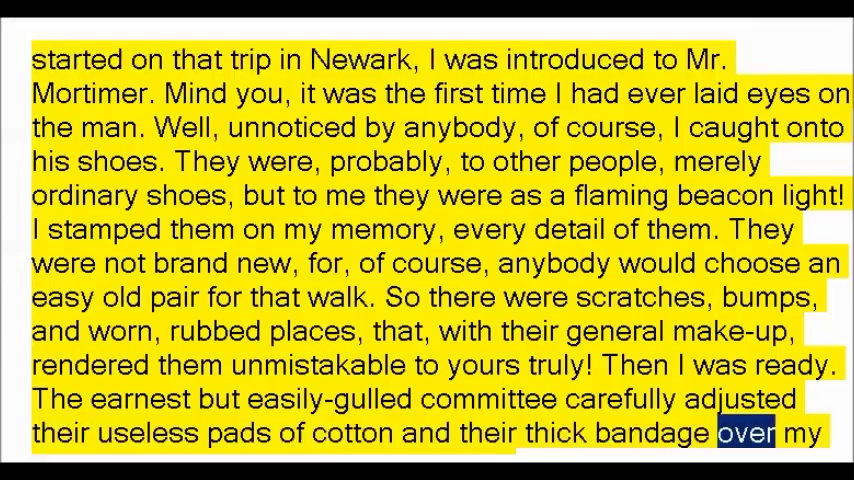 started on that trip in Newark, I was introduced to Mr.
Mortimer. Mind you, it was the first time I had ever laid eyes on
the man. Well, unnoticed by anybody, of course, I caught onto
his shoes. They were, probably, to other people, merely
ordinary shoes, but to me they were as a flaming beacon light!
I stamped them on my memory, every detail of them. They
were not brand new, for, of course, anybody would choose an
easy old pair for that walk. So there were scratches, bumps,
and worn, rubbed places, that, with their general make-up,
rendered them unmistakable to yours truly! Then I was ready.
The earnest but easily-gulled committee carefully adjusted
their useless pads of cotton and their thick bandage over my